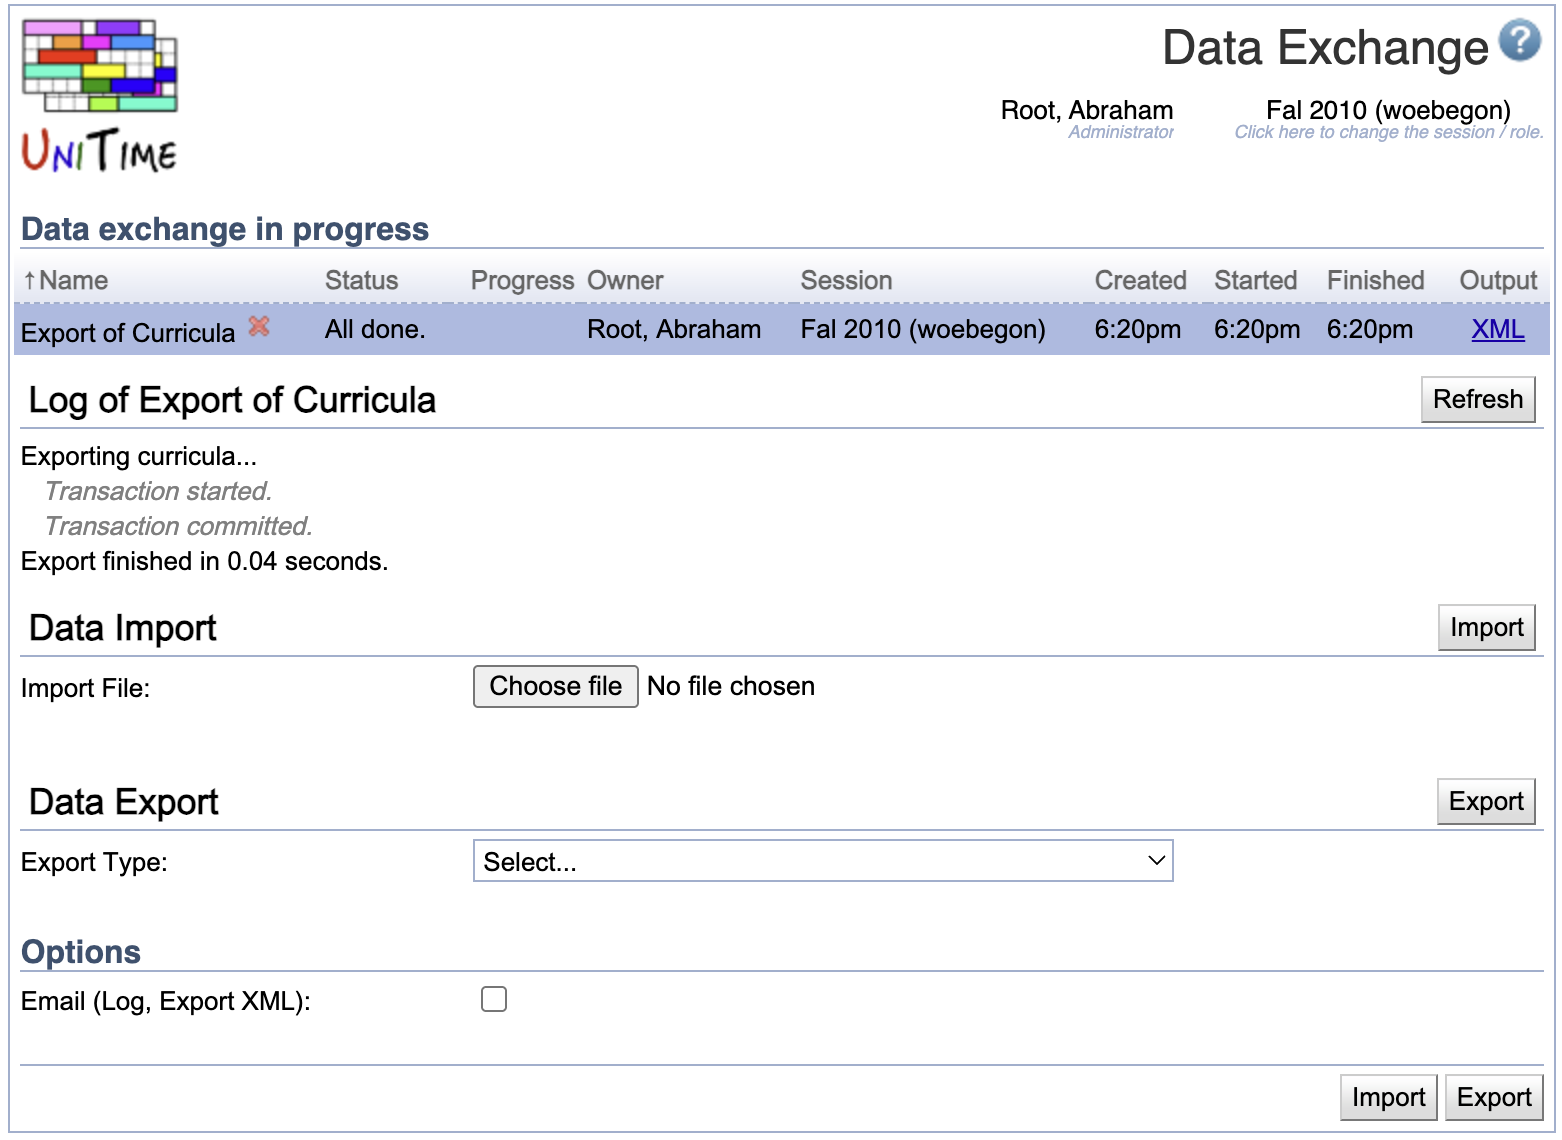 UniTime
Data Exchange ?
Root, Abraham Fal 2010 (woebegon)
Administrator Click here to change the session / role.
Data exchange in progress
↑Name Status Progress Owner Session Created Started Finished Output
Export of Curricula All done. Root, Abraham Fal 2010 (woebegon) 6:20pm 6:20pm 6:20pm XML
Log of Export of Curricula Refresh
Exporting curricula...
Transaction started.
Transaction committed.
Export finished in 0.04 seconds.
Data Import Import
Import File: Choose file No file chosen
Data Export Export
Export Type: Select...
Options
Email (Log, Export XML):
Import Export